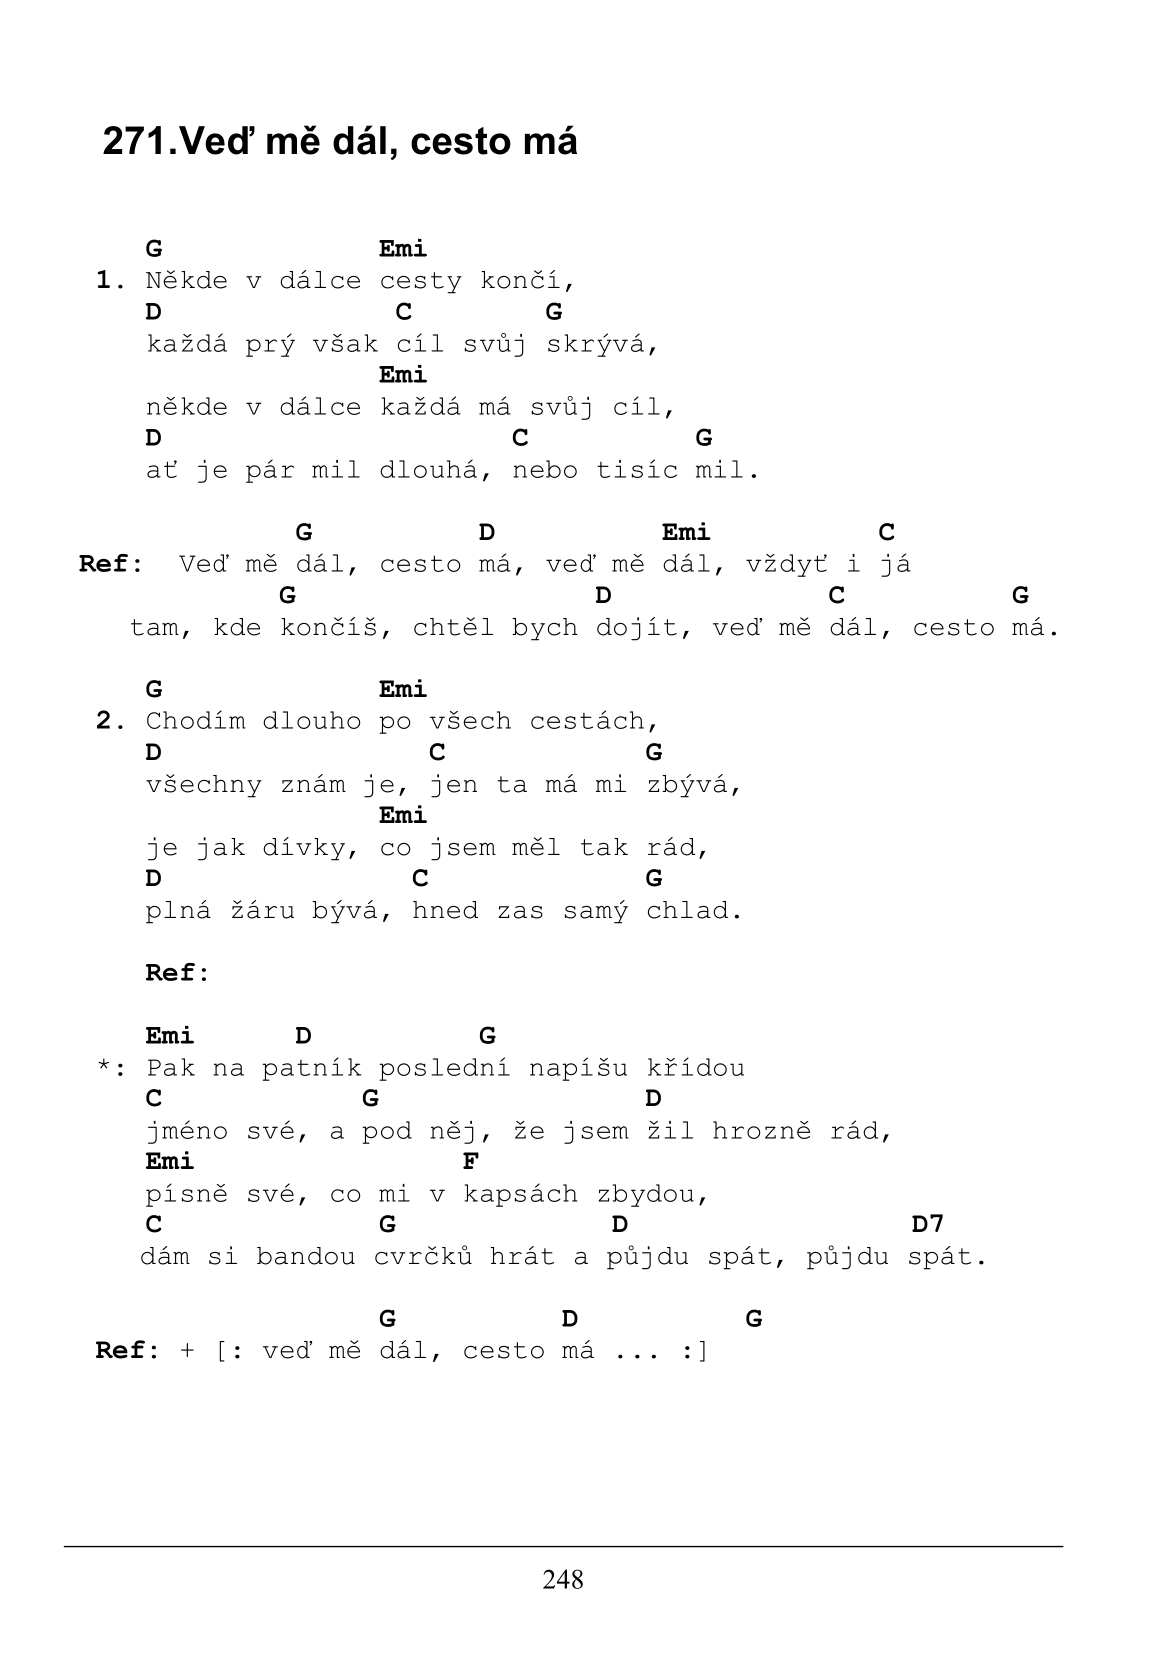 271.Veď mě dál, cesto má
G Emi
1. Někde v dálce cesty končí,
D C G
každá prý však cíl svůj skrývá,
Emi
někde v dálce každá má svůj cíl,
D C G
ať je pár mil dlouhá, nebo tisíc mil.
G D Emi C
Ref: Veď mě dál, cesto má, veď mě dál, vždyť i já
G D C G
tam, kde končíš, chtěl bych dojít, veď mě dál, cesto má.
G Emi
2. Chodím dlouho po všech cestách,
D C G
všechny znám je, jen ta má mi zbývá,
Emi
je jak dívky, co jsem měl tak rád,
D C G
plná žáru bývá, hned zas samý chlad.
Ref:
Emi D G
*: Pak na patník poslední napíšu křídou
C G D
jméno své, a pod něj, že jsem žil hrozně rád,
Emi F
písně své, co mi v kapsách zbydou,
C G D D7
dám si bandou cvrčků hrát a půjdu spát, půjdu spát.
G D G
Ref: + [: veď mě dál, cesto má ... :]
248